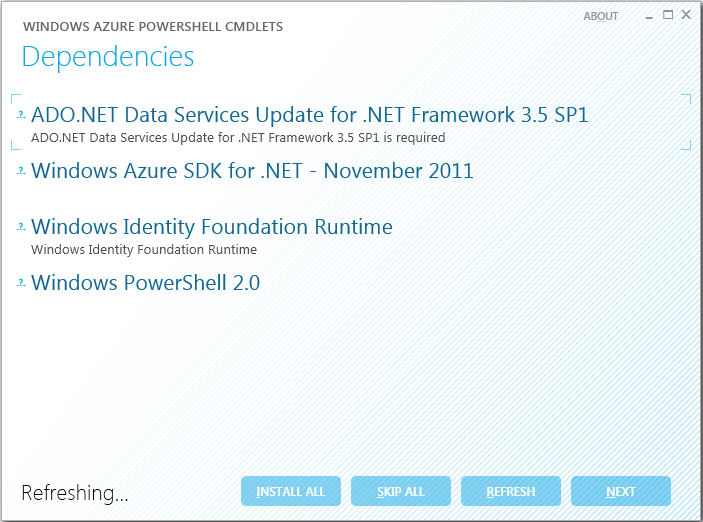 ABOUT
WINDOWS AZURE POWERSHELL CMDLETS
Dependencies
.?. ADO.NET Data Services Update for .NET Framework 3.5 SP1
ADO.NET Data Services Update for .NET Framework 3.5 SP1 is required
.?. Windows Azure SDK for .NET - November 2011
.?. Windows Identity Foundation Runtime
Windows Identity Foundation Runtime
.?. Windows PowerShell 2.0
Refreshing... INSTALL ALL SKIP ALL REFRESH NEXT